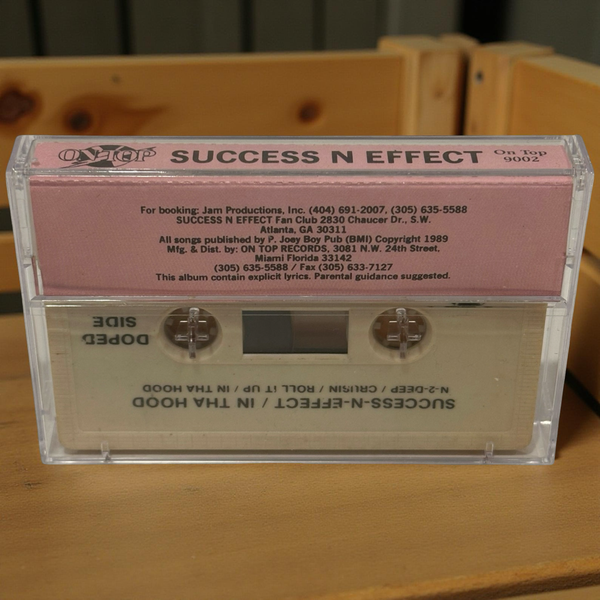 ON TOP SUCCESS N EFFECT On Top
9002
For booking: Jam Productions, Inc. (404) 691-2007, (305) 635-5588
SUCCESS N EFFECT Fan Club 2830 Chaucer Dr., S.W.
Atlanta, GA 30311
All songs published by P. Joey Boy Pub (BMI) Copyright 1989
Mfg. & Dist. by: ON TOP RECORDS, 3081 N.W. 24th Street,
Miami Florida 33142
(305) 635-5588 / Fax (305) 633-7127
This album contain explicit lyrics. Parental guidance suggested.
SUCCESS-N-EFFECT / IN THA HOOD
N-2-DEEP / CRUISIN / ROLL IT UP / IN THA HOOD
DOPED
SIDE